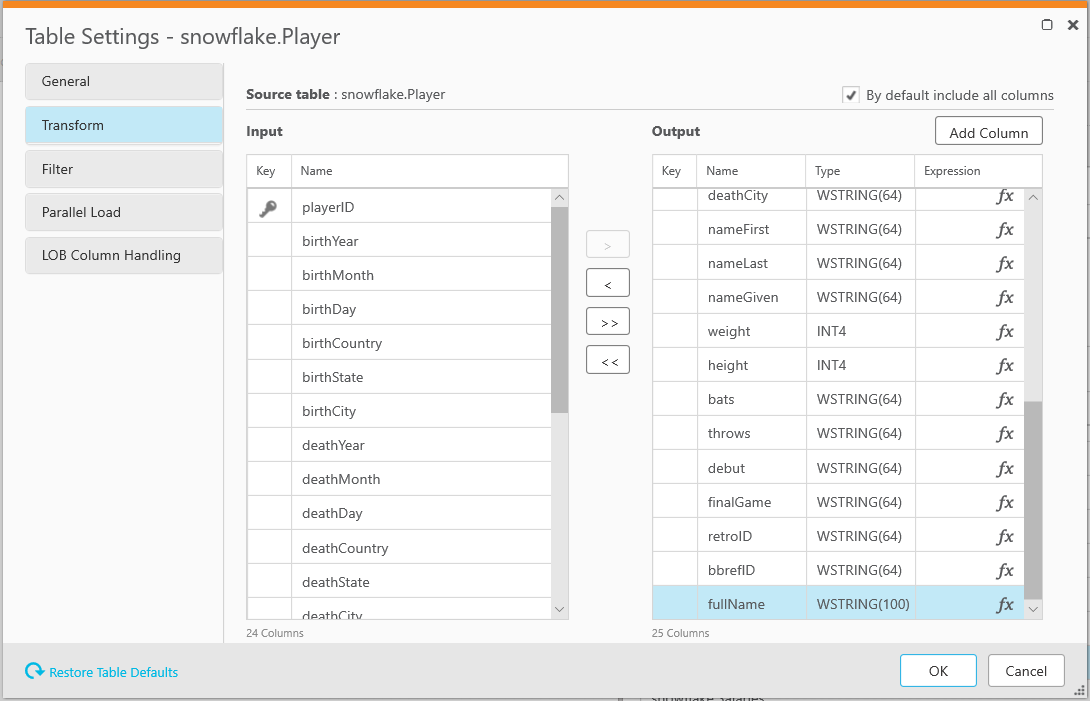 Table Settings - snowflake.Player
General
Transform
Filter
Parallel Load
LOB Column Handling
Source table : snowflake.Player
By default include all columns
Input
Output
Add Column
Key Name
playerID
birthYear
birthMonth
birthDay
birthCountry
birthState
birthCity
deathYear
deathMonth
deathDay
deathCountry
deathState
deathCity
24 Columns
>
<
>>
<<
Key Name Type Expression
deathCity WSTRING(64) fx
nameFirst WSTRING(64) fx
nameLast WSTRING(64) fx
nameGiven WSTRING(64) fx
weight INT4 fx
height INT4 fx
bats WSTRING(64) fx
throws WSTRING(64) fx
debut WSTRING(64) fx
finalGame WSTRING(64) fx
retroID WSTRING(64) fx
bbrefID WSTRING(64) fx
fullName WSTRING(100) fx
25 Columns
Restore Table Defaults
OK
Cancel
snowflake.Salaries